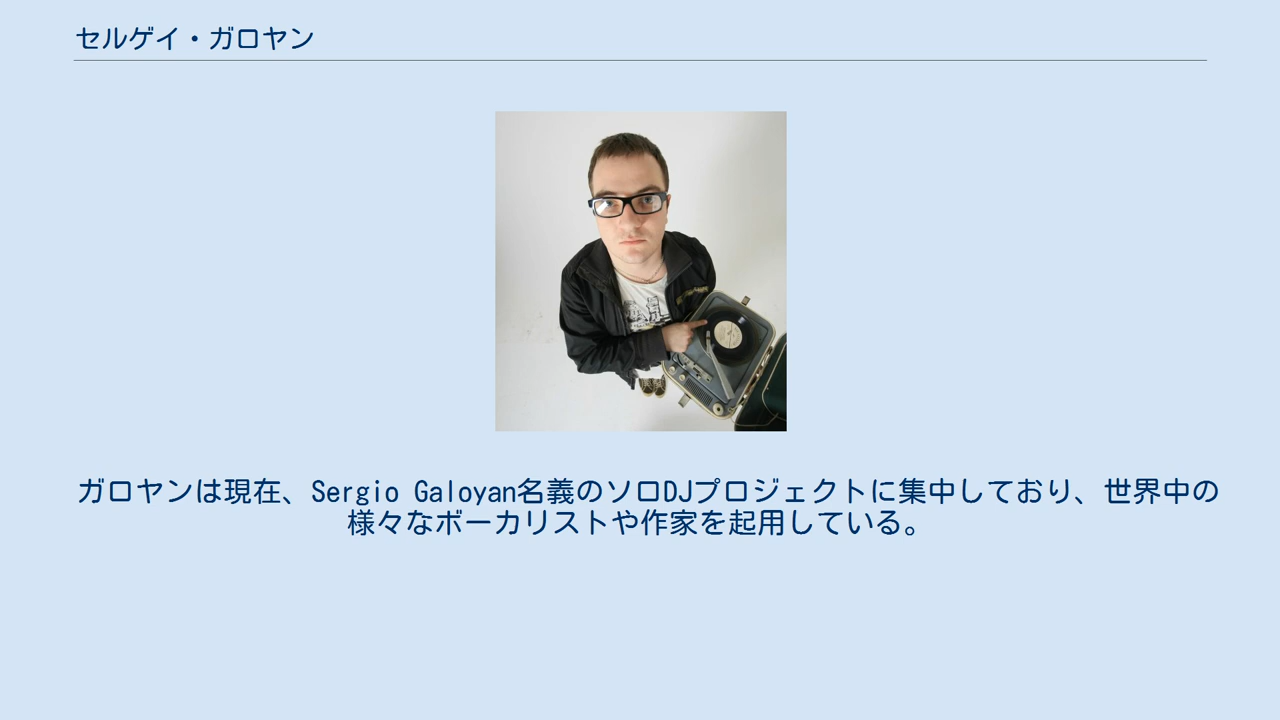 セルゲイ・ガロヤン
ガロヤンは現在、Sergio Galoyan名義のソロDJプロジェクトに集中しており、世界中の
様々なボーカリストや作家を起用している。